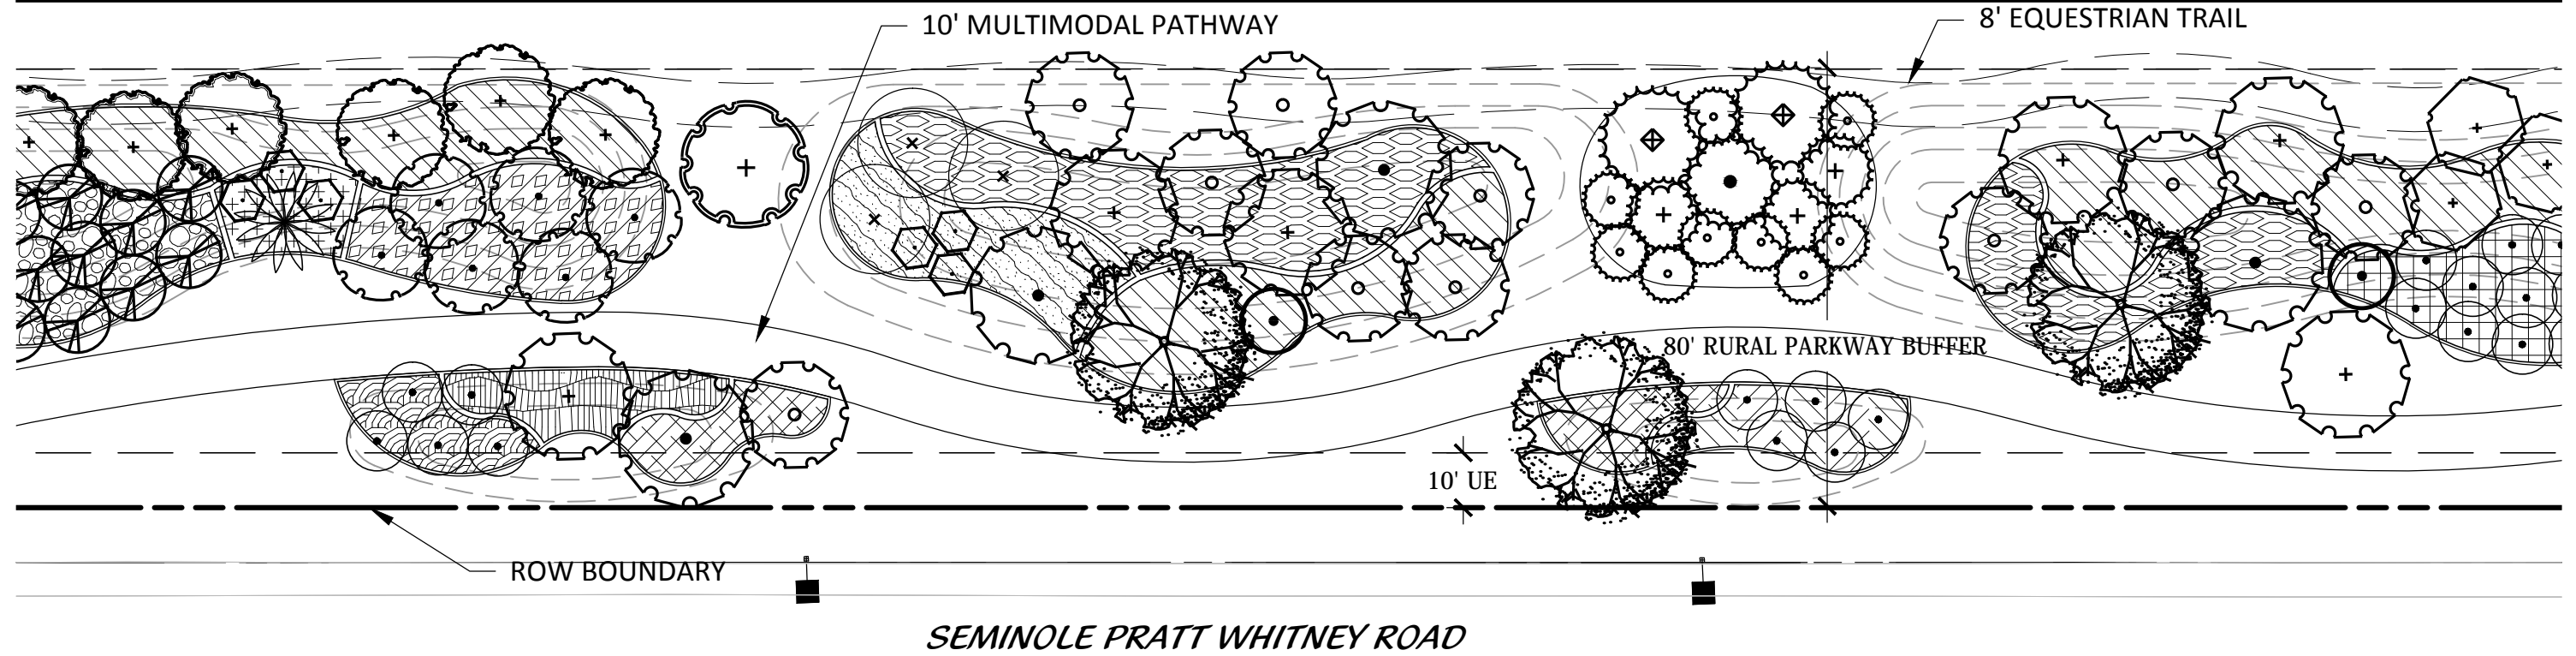 10' MULTIMODAL PATHWAY
8' EQUESTRIAN TRAIL
80' RURAL PARKWAY BUFFER
10' UE
ROW BOUNDARY
SEMINOLE PRATT WHITNEY ROAD